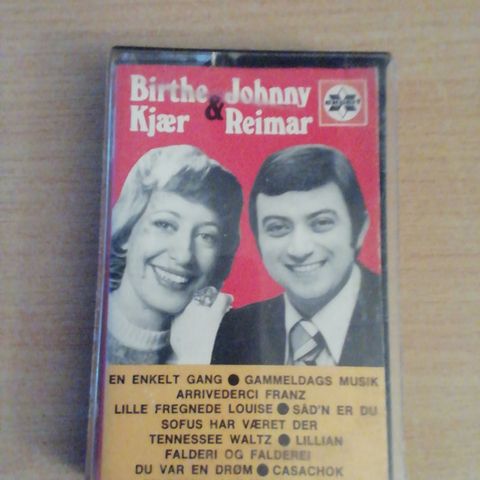 Birthe & Johnny
Kjær Reimar
EN ENKELT GANG ● GAMMELDAGS MUSIK
ARRIVEDERCI FRANZ
LILLE FREGNEDE LOUISE ● SÅD'N ER DU
SOFUS HAR VÆRET DER
TENNESSEE WALTZ ● LILLIAN
FALDERI OG FALDEREI
DU VAR EN DRØM ● CASACHOK